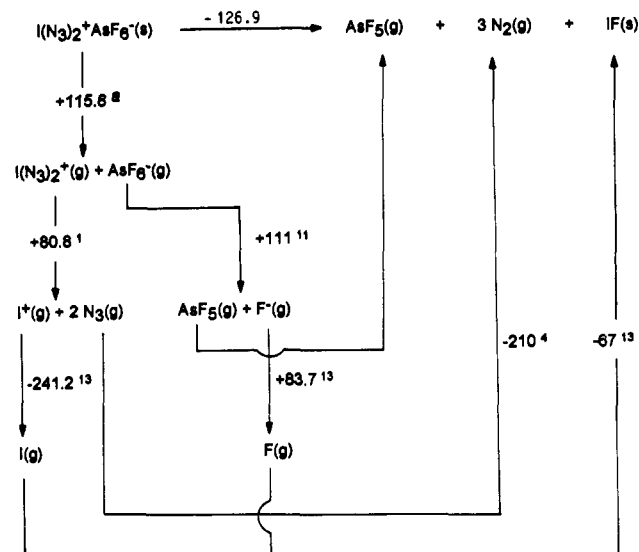 I(N₃)₂⁺AsF₆⁻(s) - 126.9 AsF₅(g) + 3 N₂(g) + IF(s)
+115.8 ᵃ
I(N₃)₂⁺(g) + AsF₆⁻(g)
+80.8 ¹ +111 ¹¹
I⁺(g) + 2 N₃(g) AsF₅(g) + F⁻(g)
-241.2 ¹³ +83.7 ¹³ -210 ⁴ -67 ¹³
I(g) F(g)